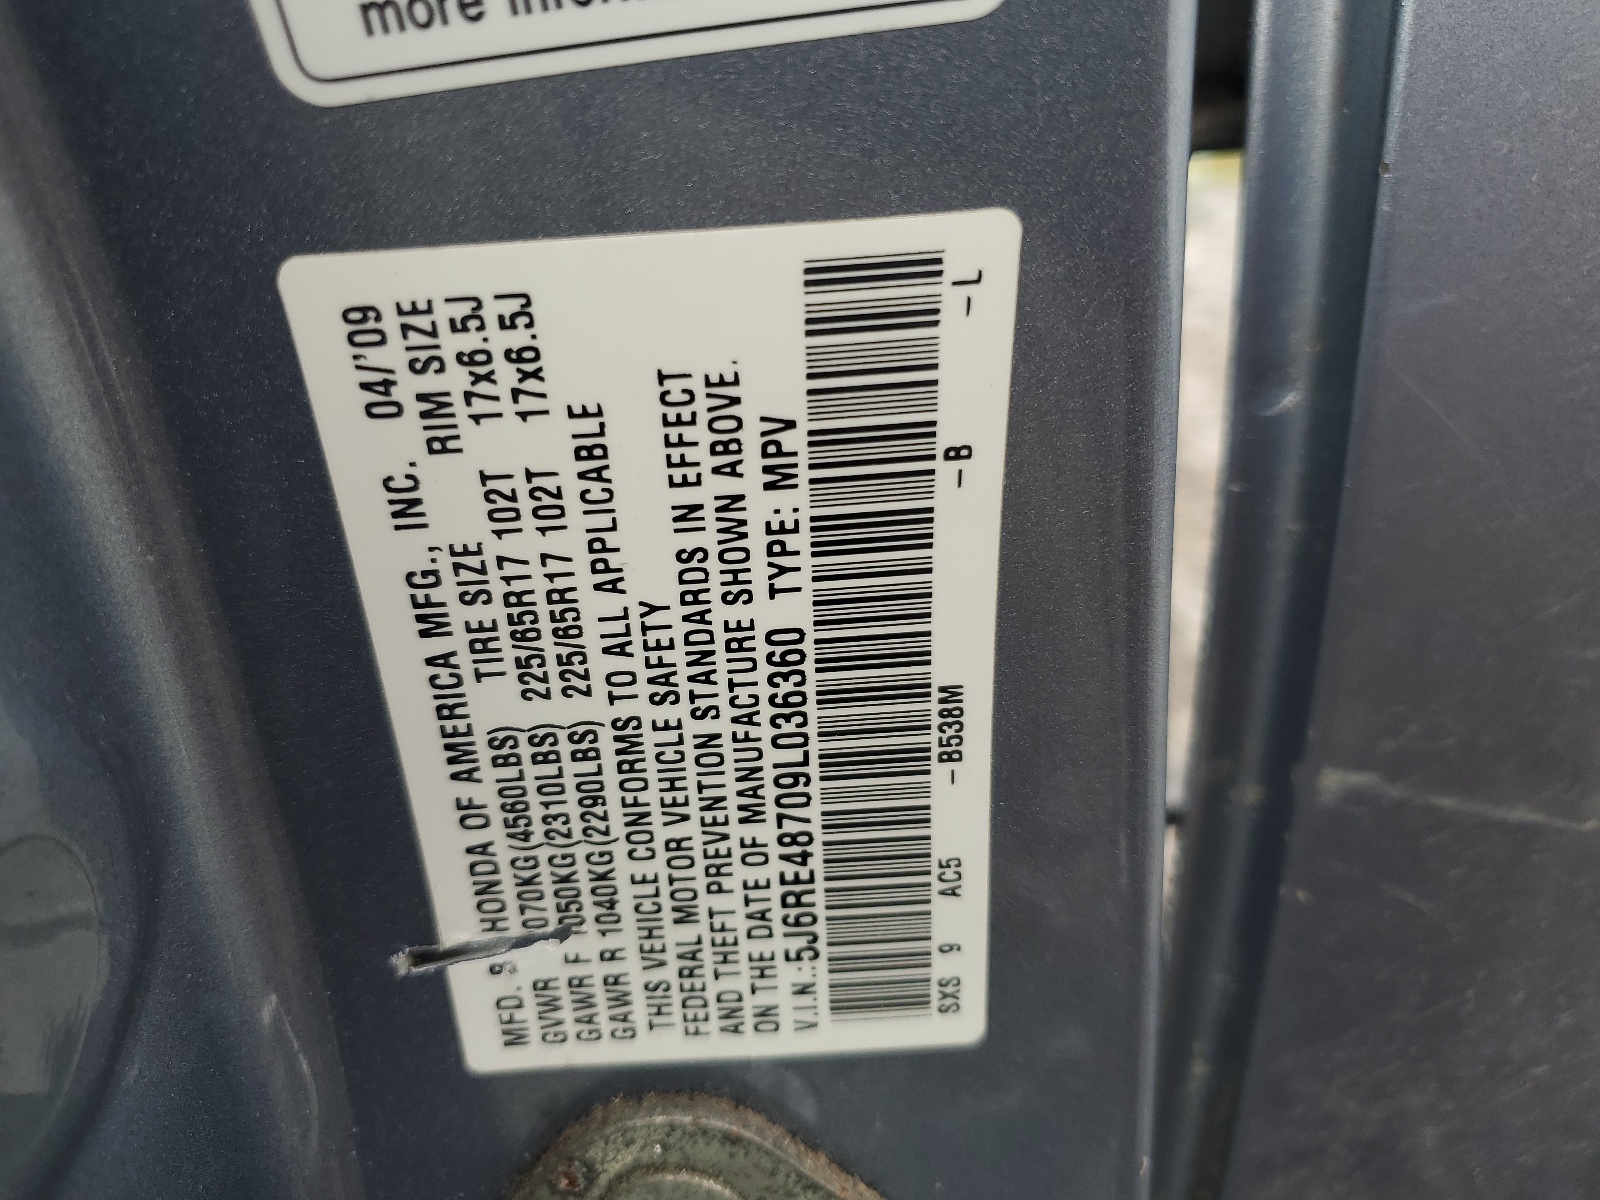 more
MFD. HONDA OF AMERICA MFG., INC. 04/'09
TIRE SIZE RIM SIZE
GVWR 070KG(4560LBS)
225/65R17 102T 17x6.5J
GAWR F 1050KG(2310LBS) 225/65R17 102T 17x6.5J
GAWR R 1040KG(2290LBS)
THIS VEHICLE CONFORMS TO ALL APPLICABLE
FEDERAL MOTOR VEHICLE SAFETY
AND THEFT PREVENTION STANDARDS IN EFFECT
ON THE DATE OF MANUFACTURE SHOWN ABOVE.
V.I.N.:5J6RE48709L036360 TYPE: MPV
SXS 9 AC5 -B538M -B -L